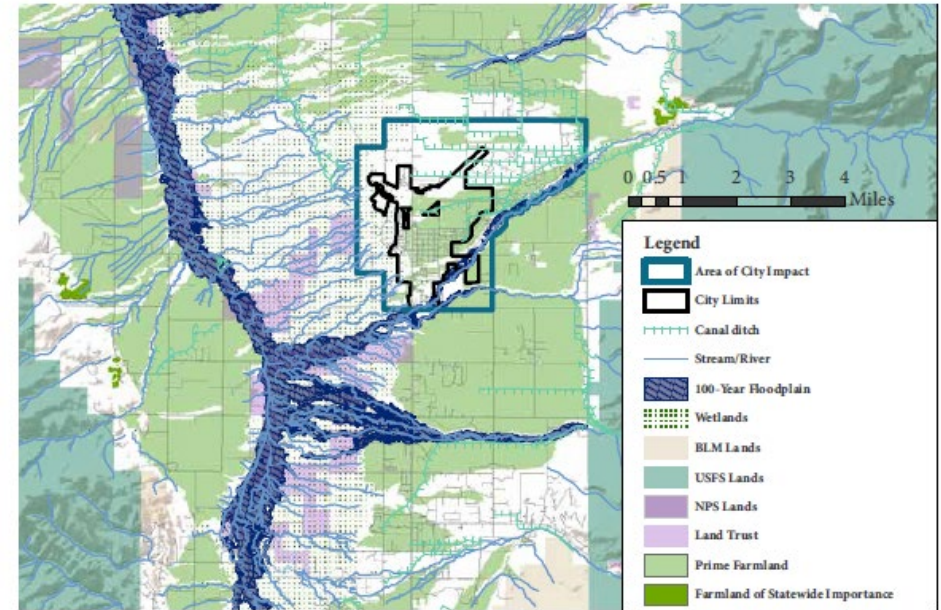 0 0.5 1 2 3 4
Miles
Legend
Area of City Impact
City Limits
Canal ditch
Stream/River
100-Year Floodplain
Wetlands
BLM Lands
USFS Lands
NPS Lands
Land Trust
Prime Farmland
Farmland of Statewide Importance